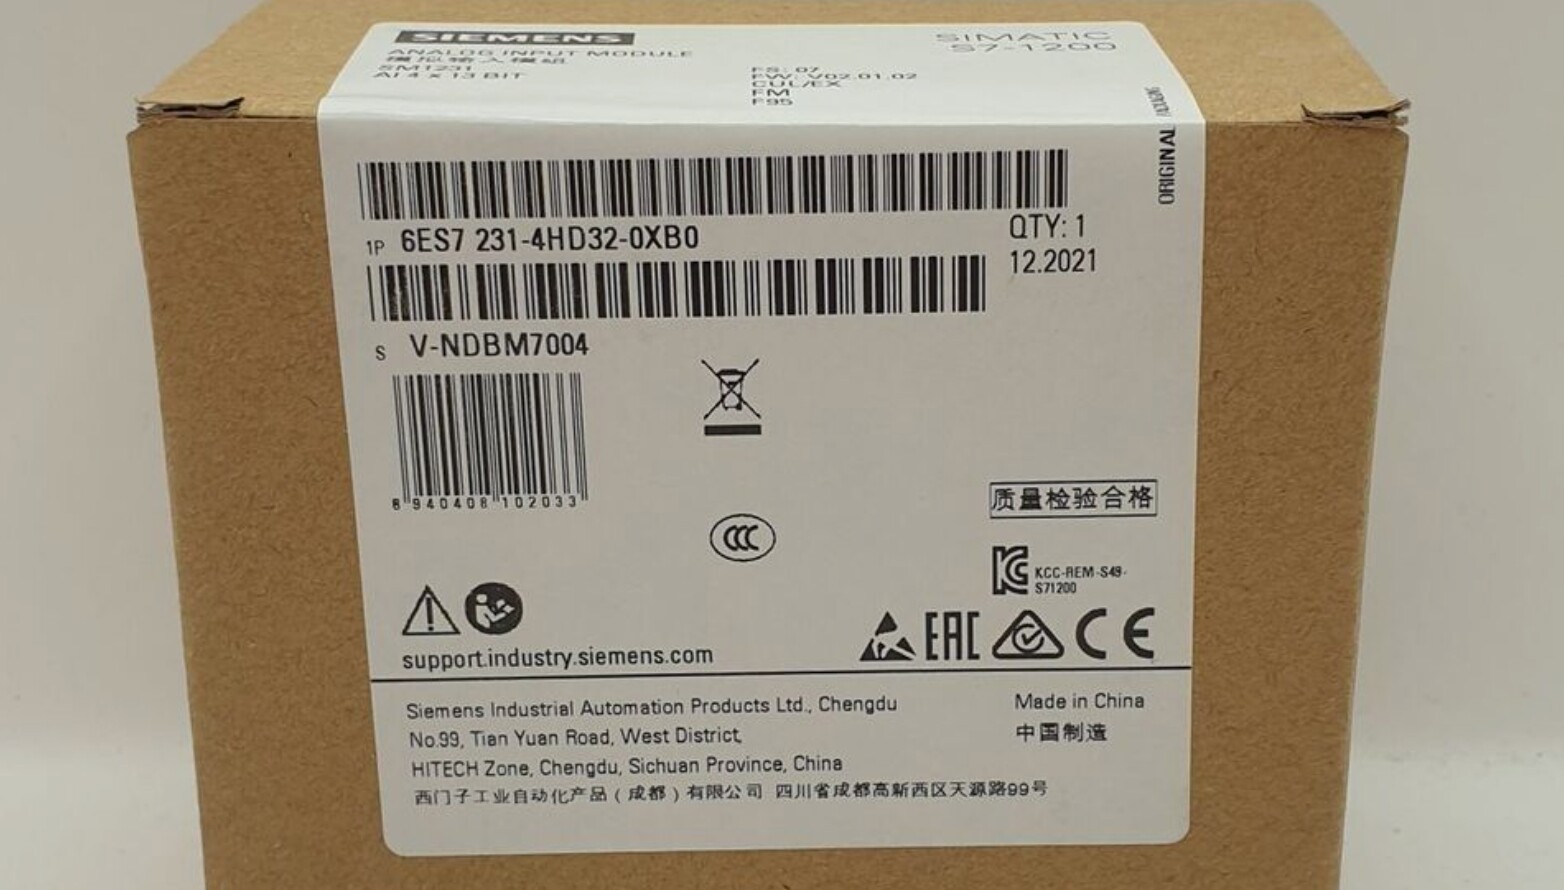 SIEMENS
ANALOG INPUT MODULE
模拟输入模组
SM1231
AI 4 x 13 BIT
SIMATIC
S7-1200
FS: 07
FW: V02.01.02
CUL/EX
FM
F95
ORIGINAL
1P 6ES7 231-4HD32-0XB0
QTY: 1
12.2021
S V-NDBM7004
6 940408 102033
质量检验合格
KCC-REM-S49-
S71200
EAC
CE
support.industry.siemens.com
Siemens Industrial Automation Products Ltd., Chengdu
No.99, Tian Yuan Road, West District,
HITECH Zone, Chengdu, Sichuan Province, China
西门子工业自动化产品(成都)有限公司 四川省成都高新西区天源路99号
Made in China
中国制造